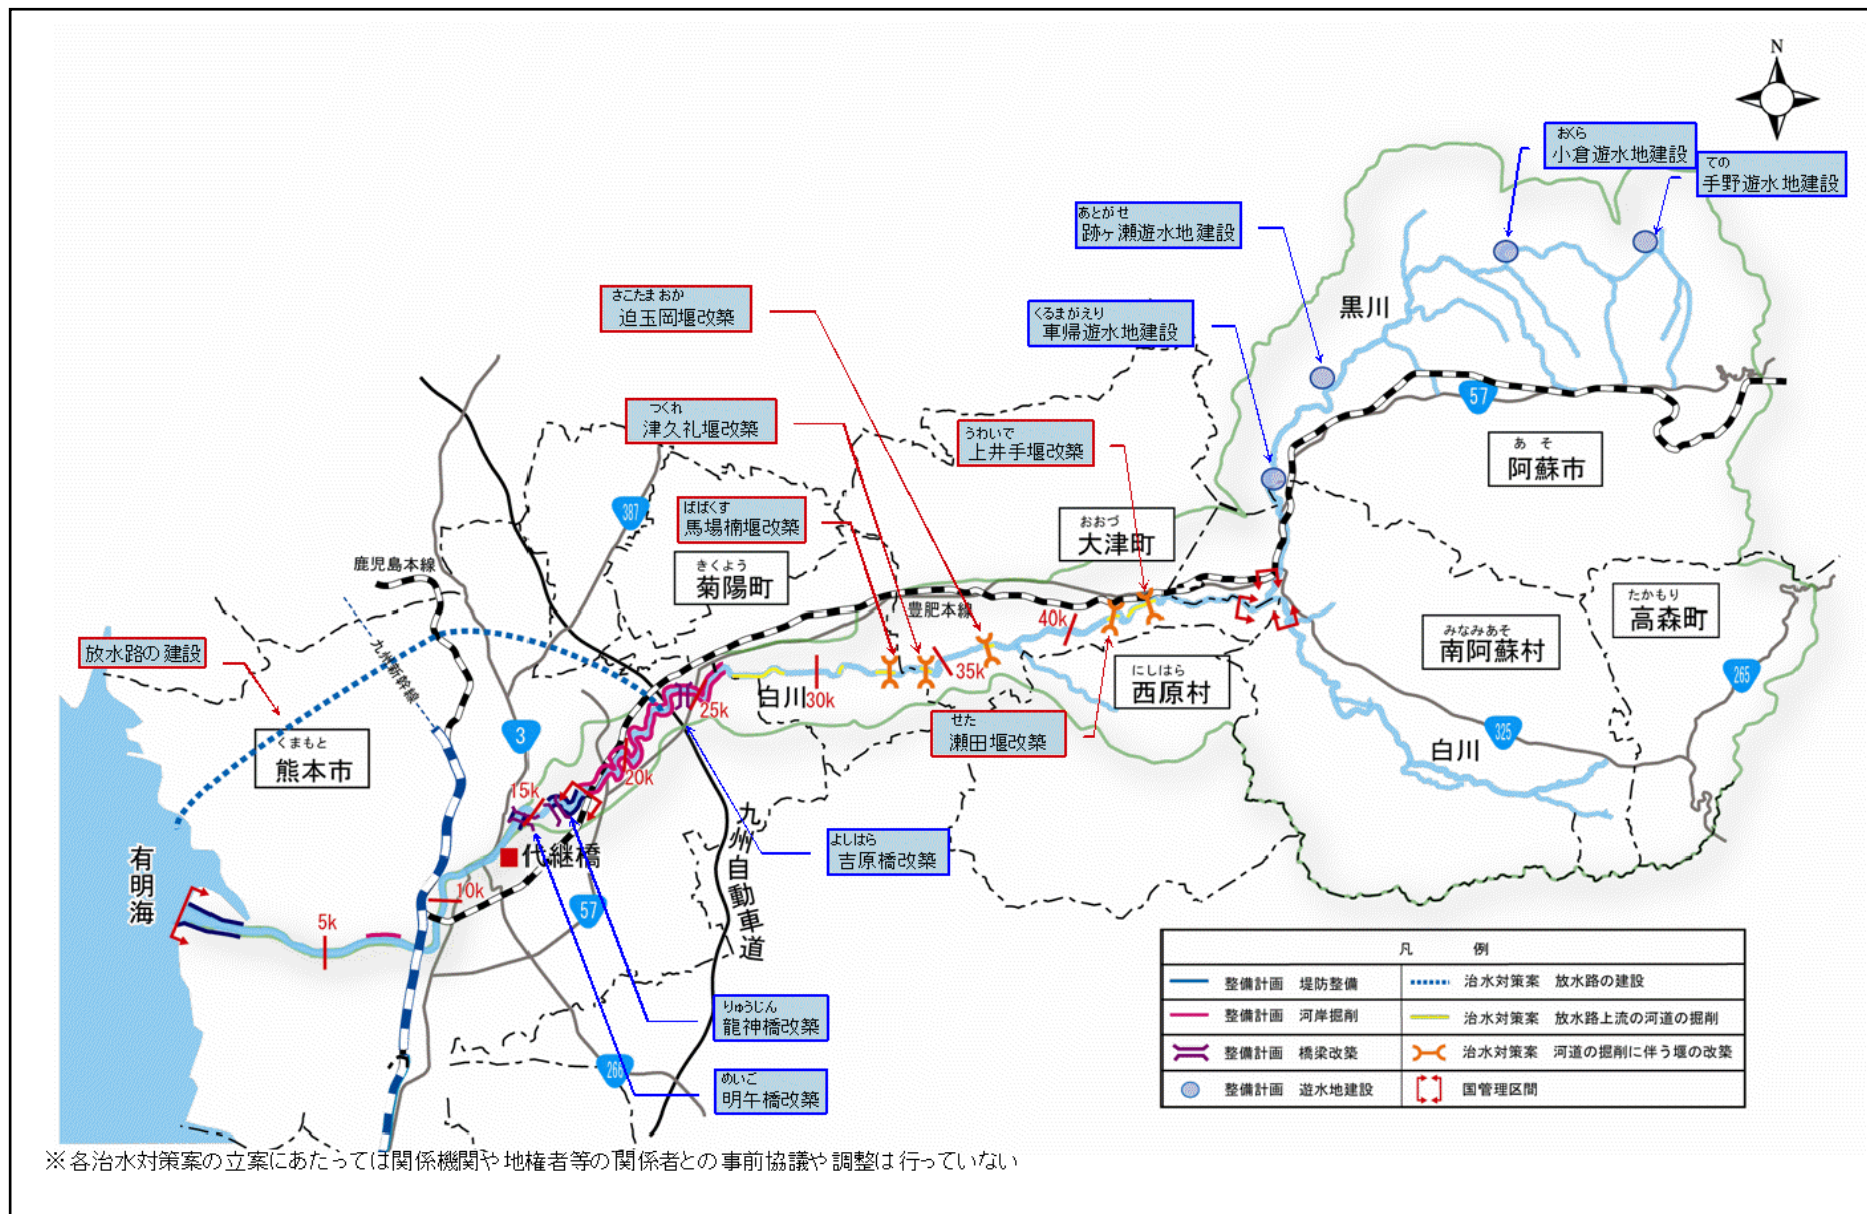 N
おくら
小倉遊水地建設
ての
手野遊水地建設
あとがせ
跡ヶ瀬遊水地建設
さこたまおか
迫玉岡堰改築
くるまがえり
車帰遊水地建設
黒川
つくれ
津久礼堰改築
うわいで
上井手堰改築
57
あそ
阿蘇市
ばばくす
馬場楠堰改築
387
おおづ
大津町
きくよう
菊陽町
鹿児島本線
豊肥本線
たかもり
高森町
みなみあそ
南阿蘇村
放水路の建設
九州新幹線
40k
35k
30k
25k
白川
にしはら
西原村
265
せた
瀬田堰改築
325
白川
くまもと
熊本市
3
20k
15k
代継橋
九州自動車道
よしはら
吉原橋改築
有明海
10k
5k
57
りゅうじん
龍神橋改築
266
めいご
明午橋改築
凡例
整備計画 堤防整備
治水対策案 放水路の建設
整備計画 河岸掘削
治水対策案 放水路上流の河道の掘削
整備計画 橋梁改築
治水対策案 河道の掘削に伴う堰の改築
整備計画 遊水地建設
国管理区間
※各治水対策案の立案にあたっては関係機関や地権者等の関係者との事前協議や調整は行っていない